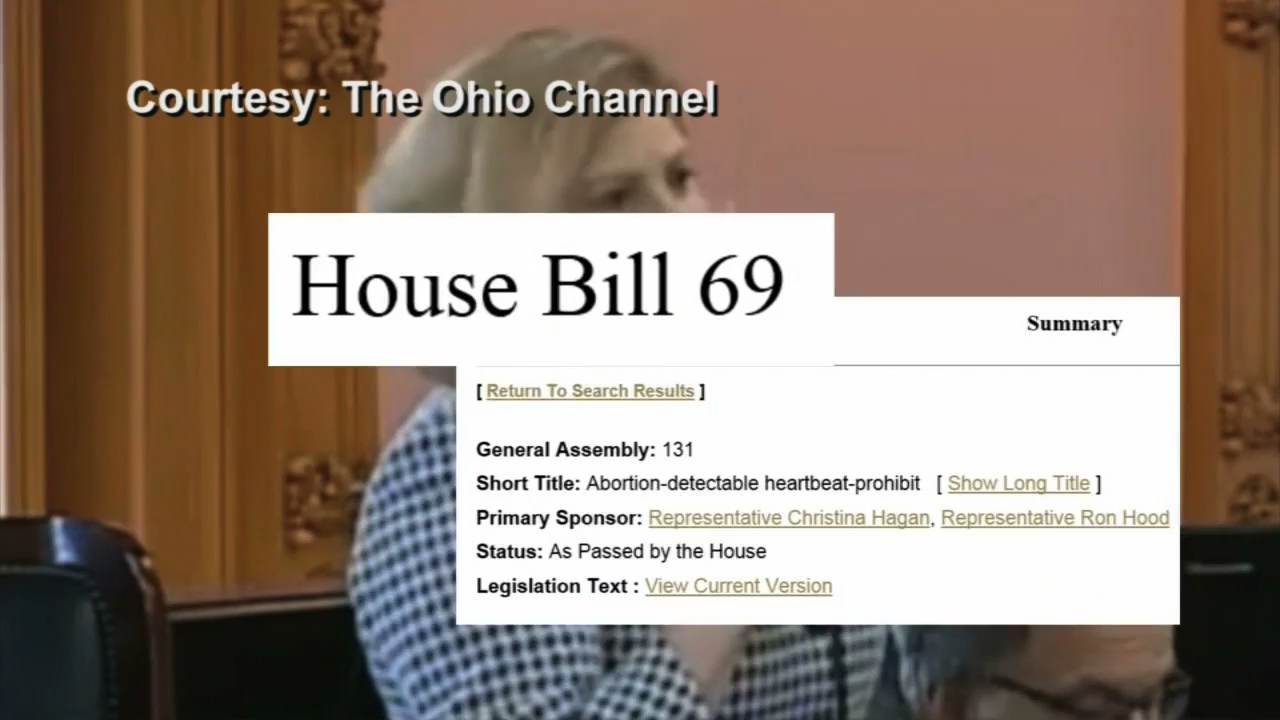 Courtesy: The Ohio Channel
House Bill 69
Summary
[ Return To Search Results ]
General Assembly: 131
Short Title: Abortion-detectable heartbeat-prohibit [ Show Long Title ]
Primary Sponsor: Representative Christina Hagan, Representative Ron Hood
Status: As Passed by the House
Legislation Text : View Current Version